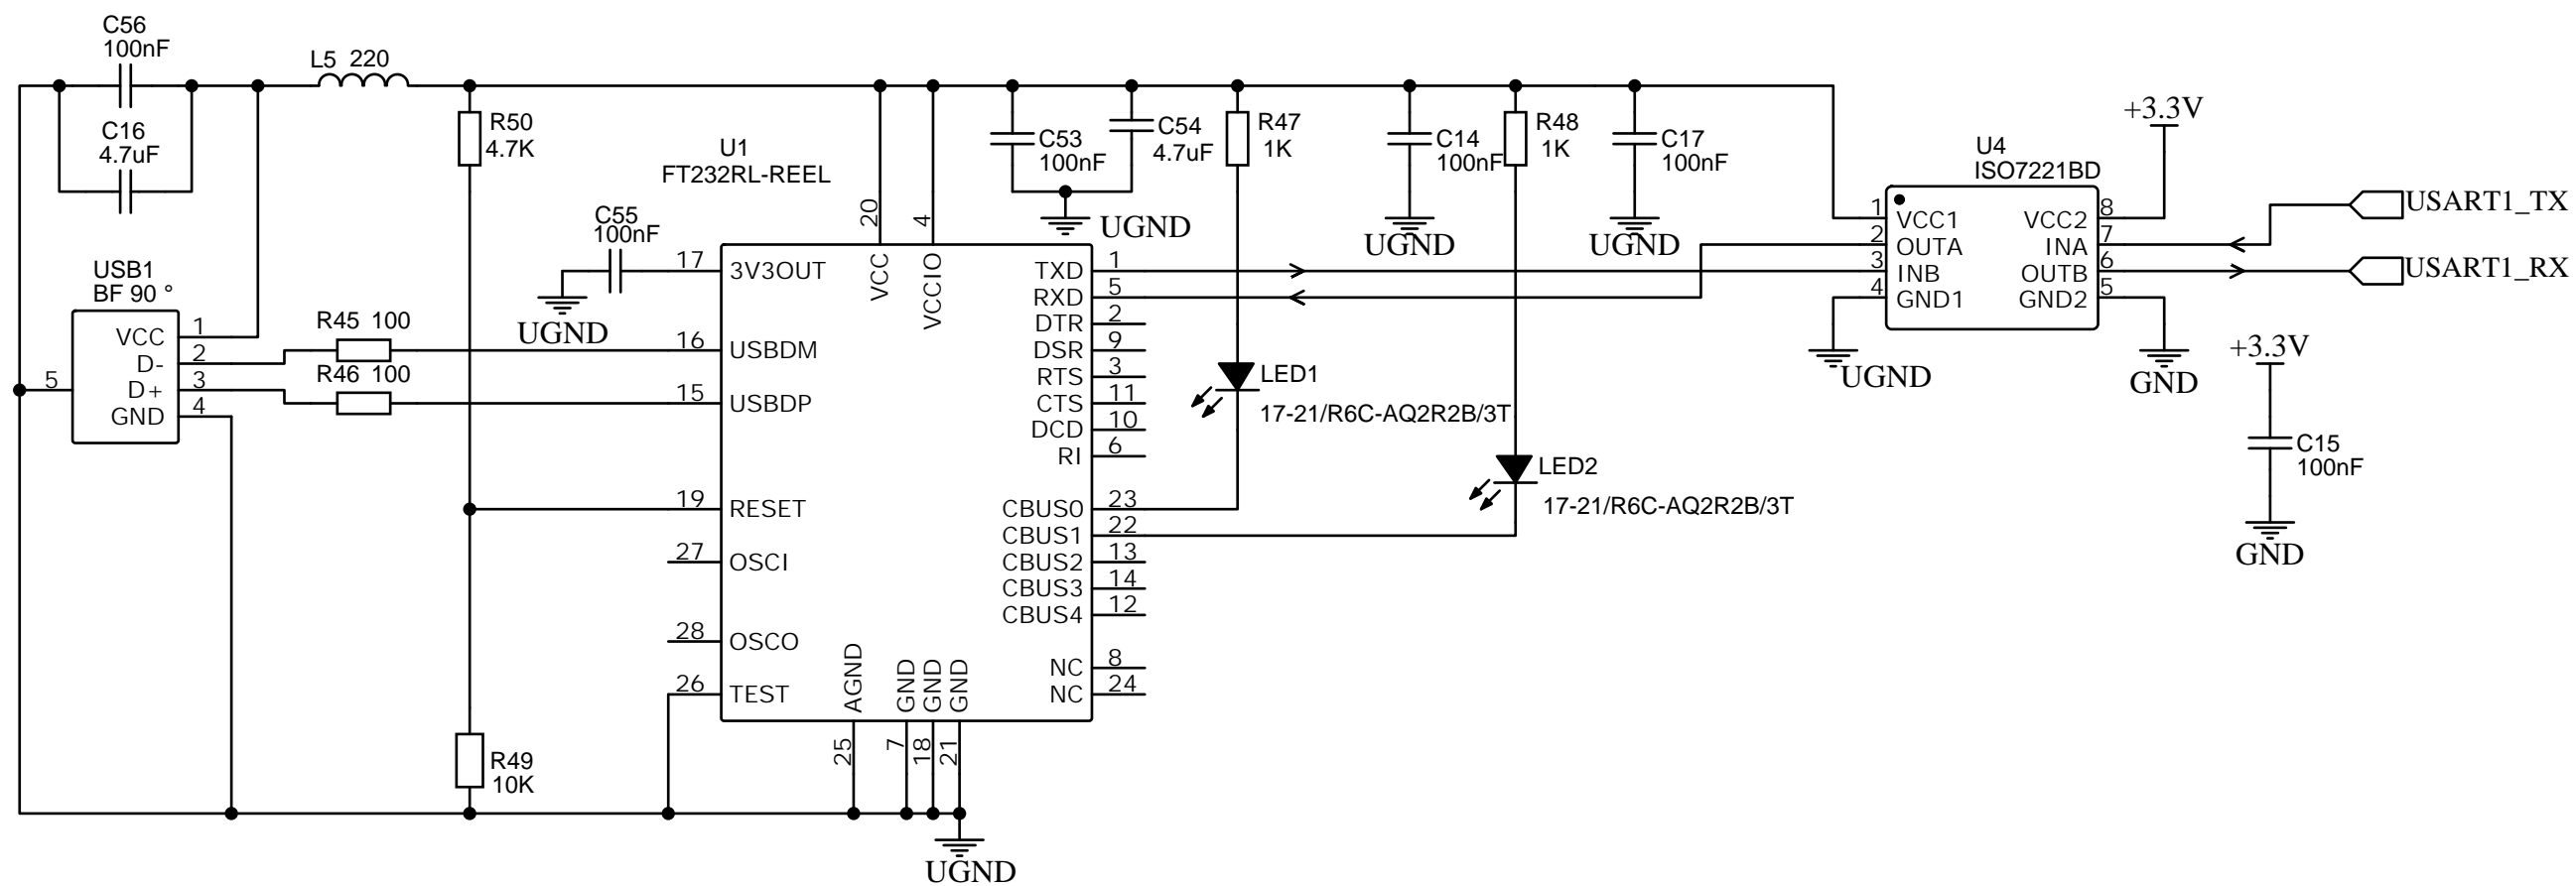 C56
100nF
L5 220
C16
4.7uF
R50
4.7K
U1
FT232RL-REEL
C53
100nF
C54
4.7uF
R47
1K
C14
100nF
R48
1K
C17
100nF
+3.3V
U4
ISO7221BD
UGND
UGND
UGND
C55
100nF
UGND
20
4
1
VCC1
VCC2
8
2
OUTA
INA
7
3
INB
OUTB
6
4
GND1
GND2
5
USART1_TX
USART1_RX
UGND
GND
+3.3V
C15
100nF
GND
USB1
BF 90 °
VCC
1
D-
2
D+
3
GND
4
5
R45 100
R46 100
17
3V3OUT
VCC
VCCIO
16
USBDM
15
USBDP
19
RESET
27
OSCI
28
OSCO
26
TEST
TXD
1
RXD
5
DTR
2
DSR
9
RTS
3
CTS
11
DCD
10
RI
6
CBUS0
23
CBUS1
22
CBUS2
13
CBUS3
14
CBUS4
12
NC
8
NC
24
AGND
GND
GND
GND
25
7
18
21
LED1
17-21/R6C-AQ2R2B/3T
LED2
17-21/R6C-AQ2R2B/3T
R49
10K
UGND